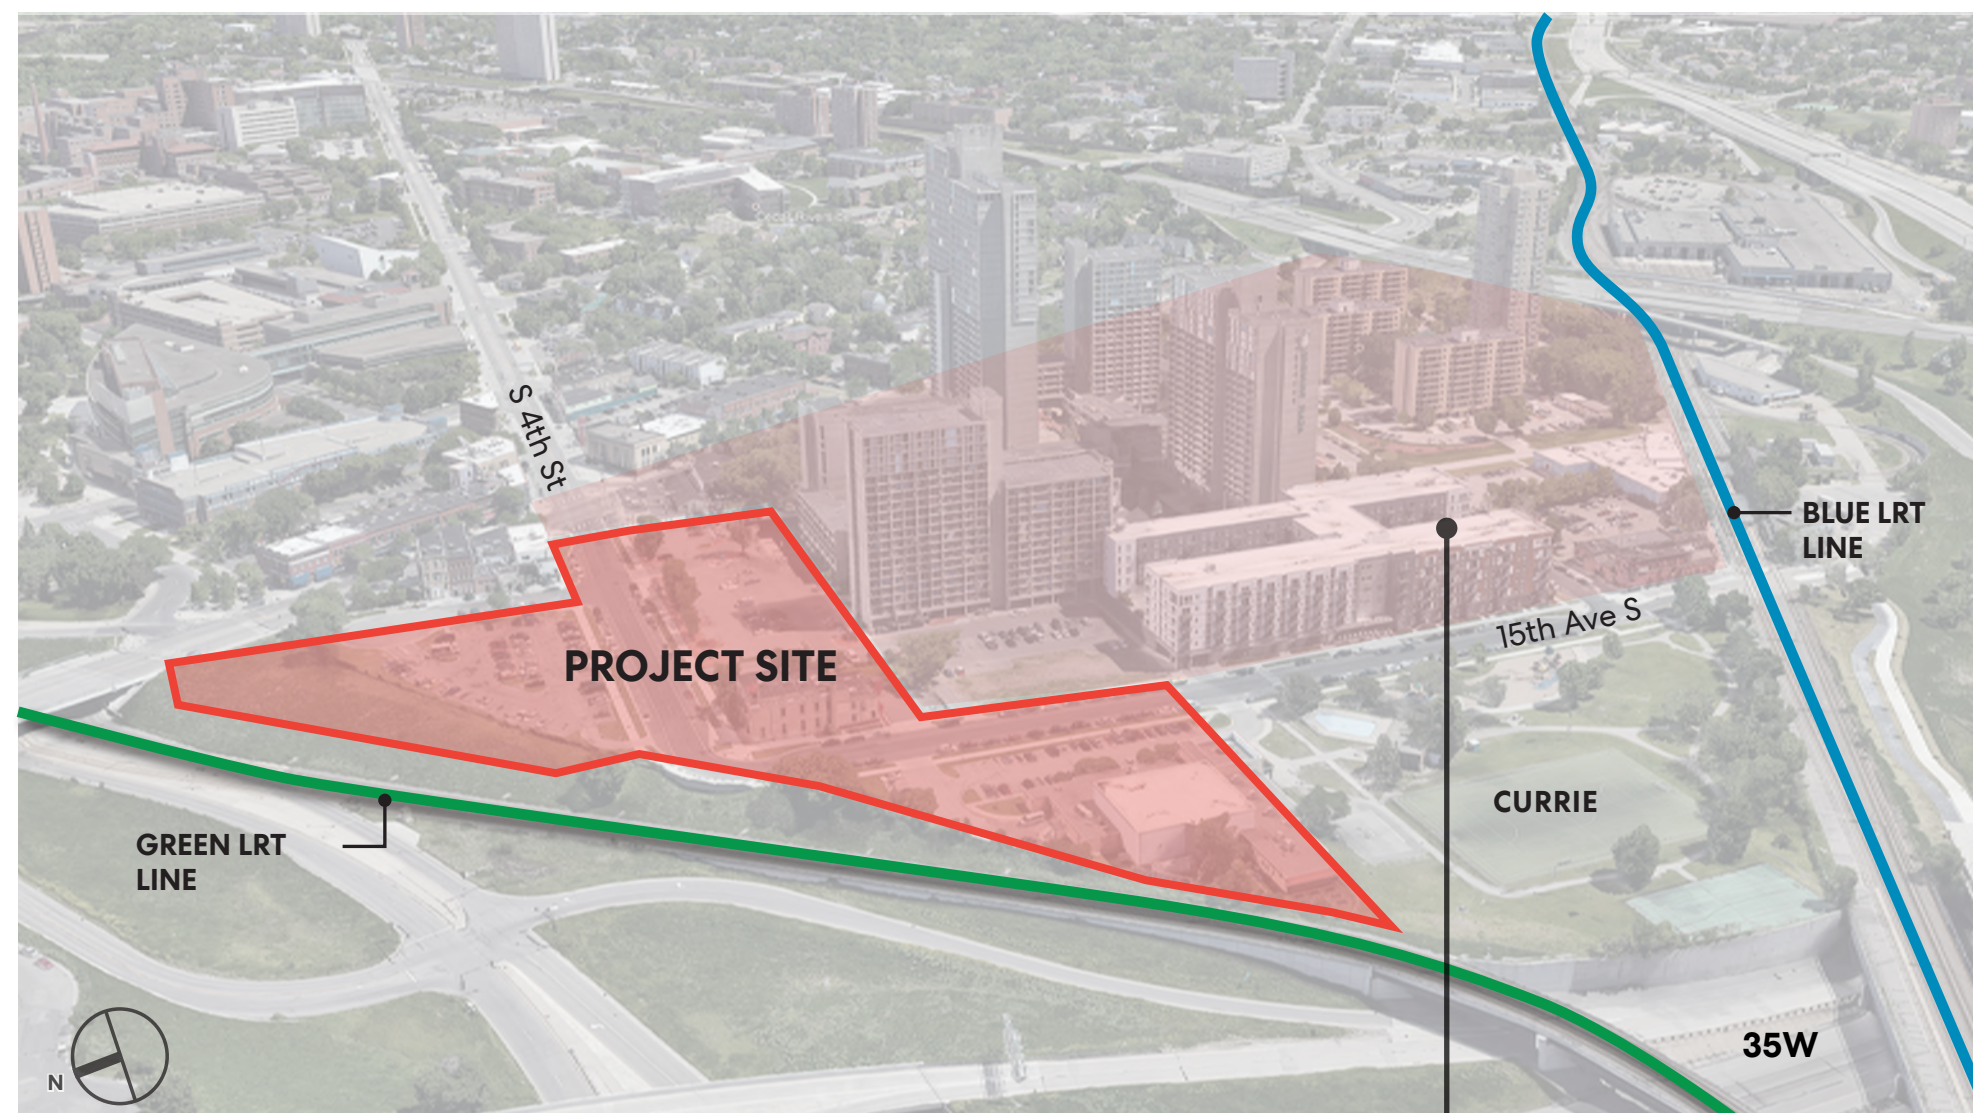 S 4th St
BLUE LRT
LINE
15th Ave S
PROJECT SITE
CURRIE
GREEN LRT
LINE
35W
N